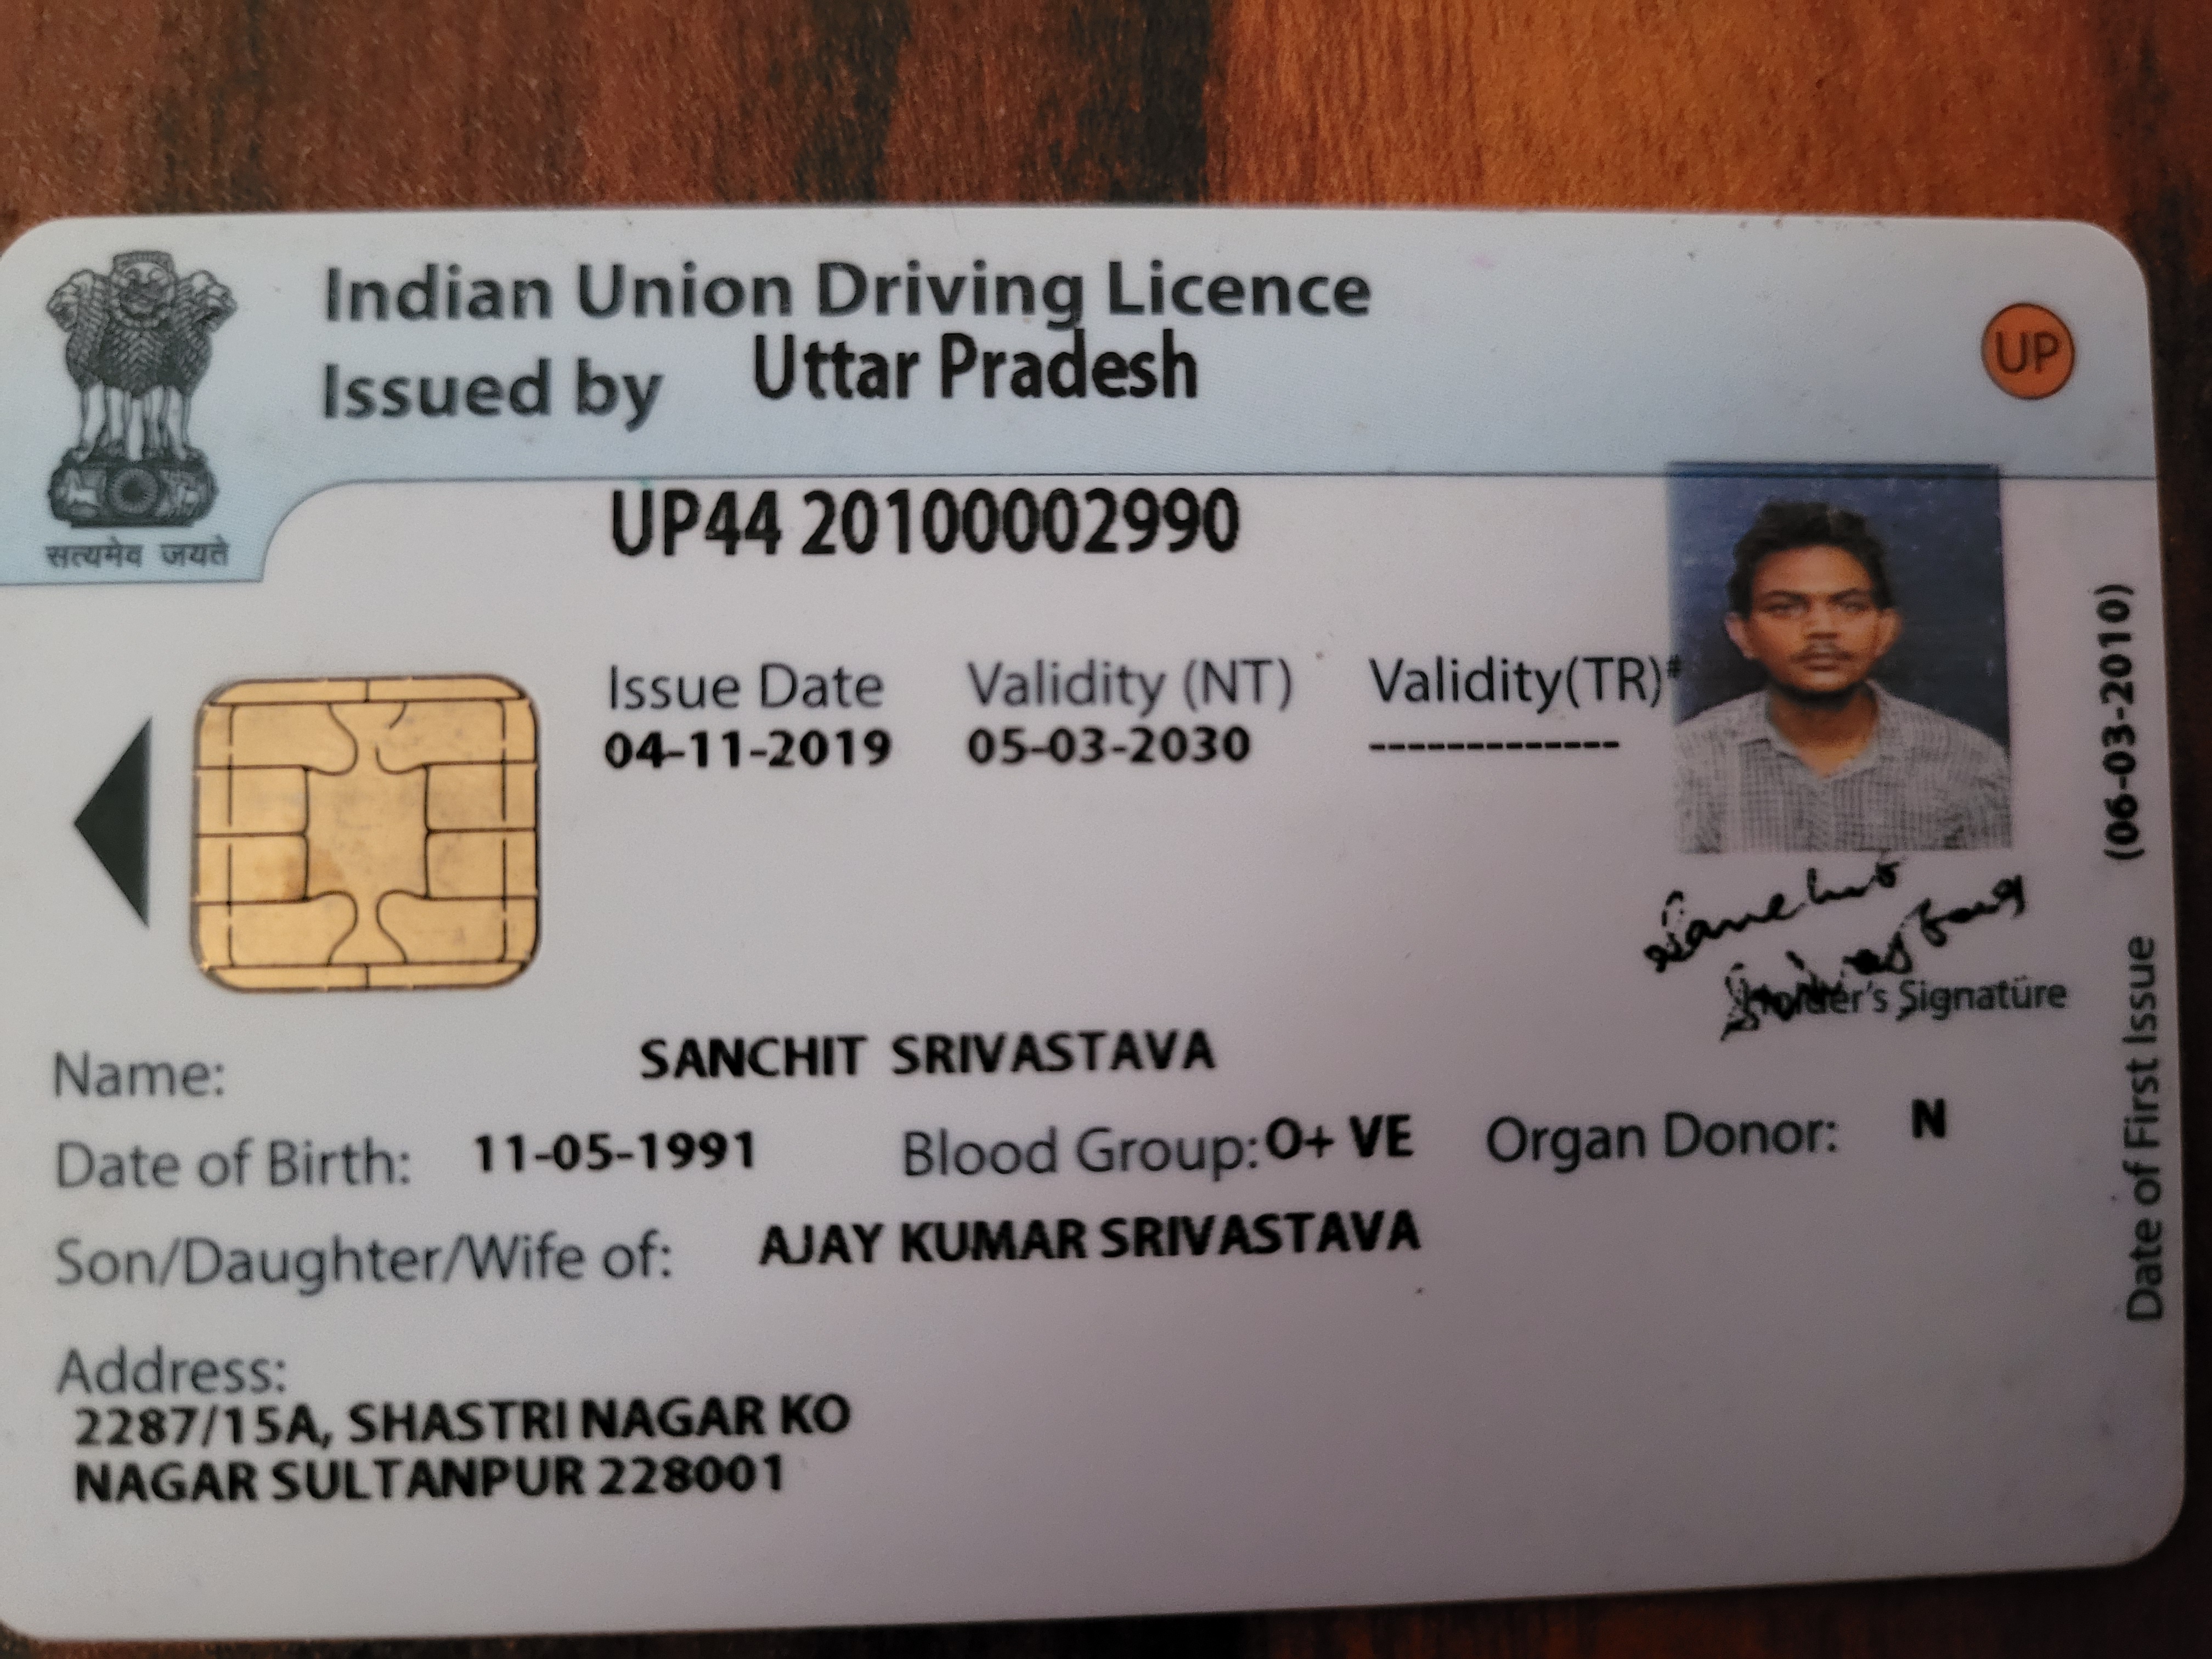 Indian Union Driving Licence
Issued by Uttar Pradesh
UP
सत्यमेव जयते
UP44 20100002990
Issue Date Validity (NT) Validity(TR)#
04-11-2019 05-03-2030 -----------
(06-03-2010)
Date of First Issue
Holder's Signature
Name: SANCHIT SRIVASTAVA
Date of Birth: 11-05-1991 Blood Group:O+ VE Organ Donor: N
Son/Daughter/Wife of: AJAY KUMAR SRIVASTAVA
Address:
2287/15A, SHASTRI NAGAR KO
NAGAR SULTANPUR 228001